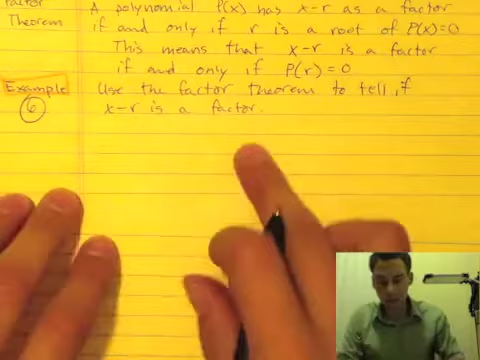 Factor
Theorem
A polynomial P(x) has x-r as a factor
if and only if r is a root of P(x)=0
This means that x-r is a factor
if and only if P(r)=0
Example
6
Use the factor theorem to tell if
x-r is a factor.